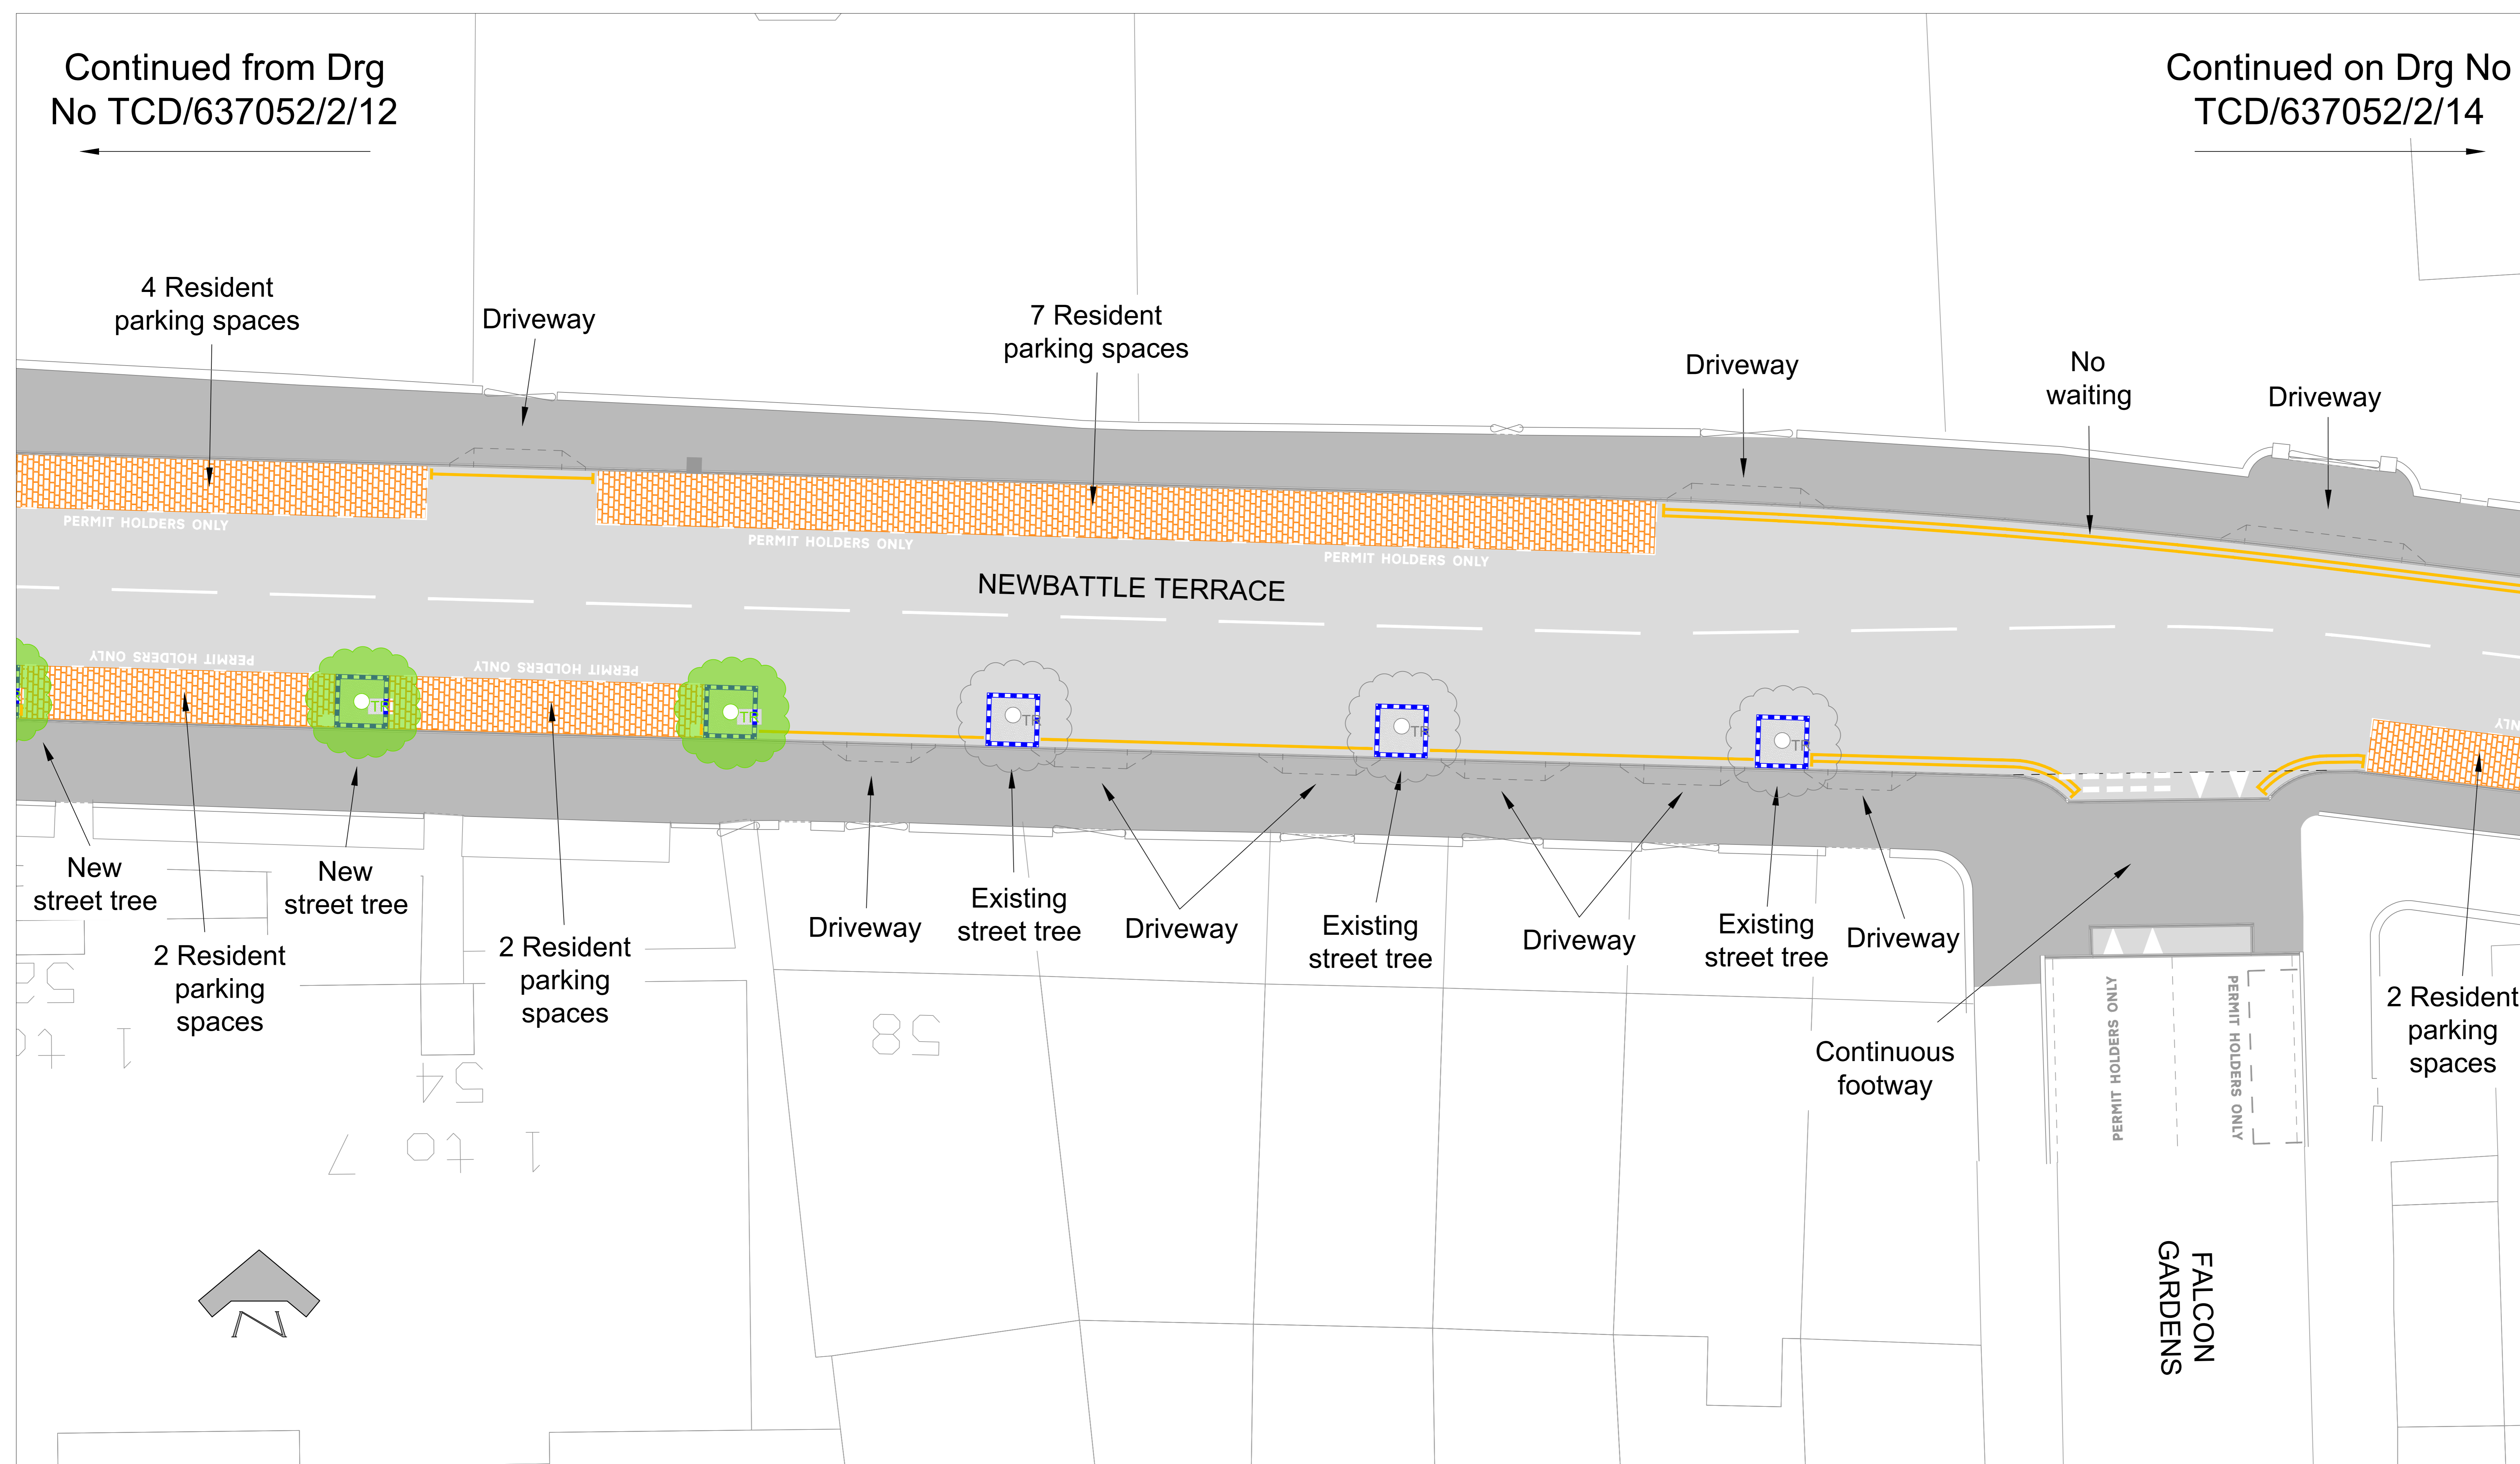 Continued from Drg
No TCD/637052/2/12
Continued on Drg No
TCD/637052/2/14
4 Resident
parking spaces
Driveway
7 Resident
parking spaces
Driveway
No
waiting
Driveway
PERMIT HOLDERS ONLY
PERMIT HOLDERS ONLY
PERMIT HOLDERS ONLY
NEWBATTLE TERRACE
PERMIT HOLDERS ONLY
PERMIT HOLDERS ONLY
ONLY
New
street tree
New
street tree
2 Resident
parking
spaces
2 Resident
parking
spaces
Driveway
Existing
street tree
Driveway
Existing
street tree
Driveway
Existing
street tree
Driveway
Continuous
footway
2 Resident
parking
spaces
PERMIT HOLDERS ONLY
PERMIT HOLDERS ONLY
58
54
1 to 7
FALCON
GARDENS
N